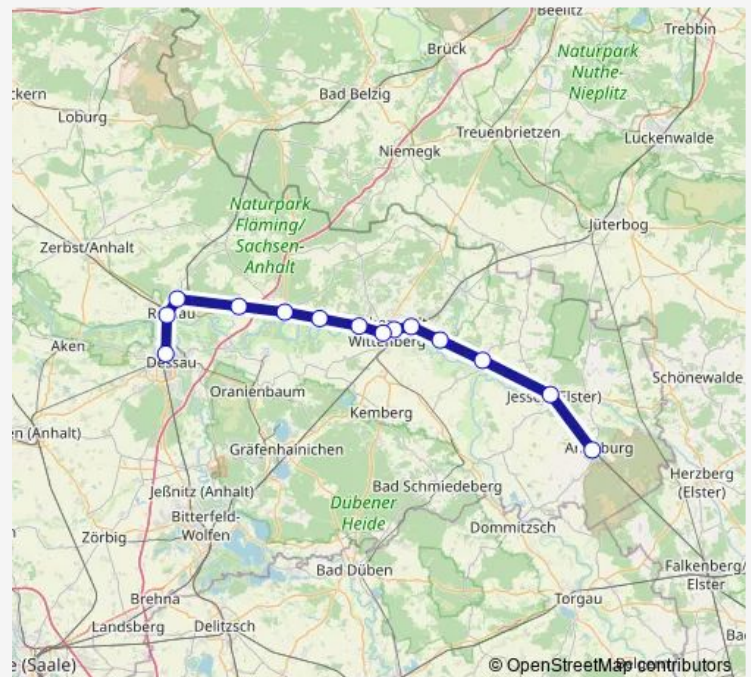 Beelitz
Trebbin
Brück
Naturpark
Nuthe-
Nieplitz
ckern
Bad Belzig
Loburg
Treuenbrietzen
Luckenwalde
Niemegk
Naturpark
Fläming/
Sachsen-
Anhalt
Jüterbog
Zerbst/Anhalt
Aken
Wittenberg
Dessau
Oranienbaum
Schönewalde
Kemberg
n (Anhalt)
Gräfenhainichen
Herzberg
(Elster)
Jeßnitz (Anhalt)
Bad Schmiedeberg
Dübener
Heide
Bitterfeld-
Wolfen
Dommitzsch
Zörbig
Bad Düben
Falkenberg/
Elster
Brehna
Torgau
Landsberg
Delitzsch
e (Saale)
© OpenStreetMap contributors